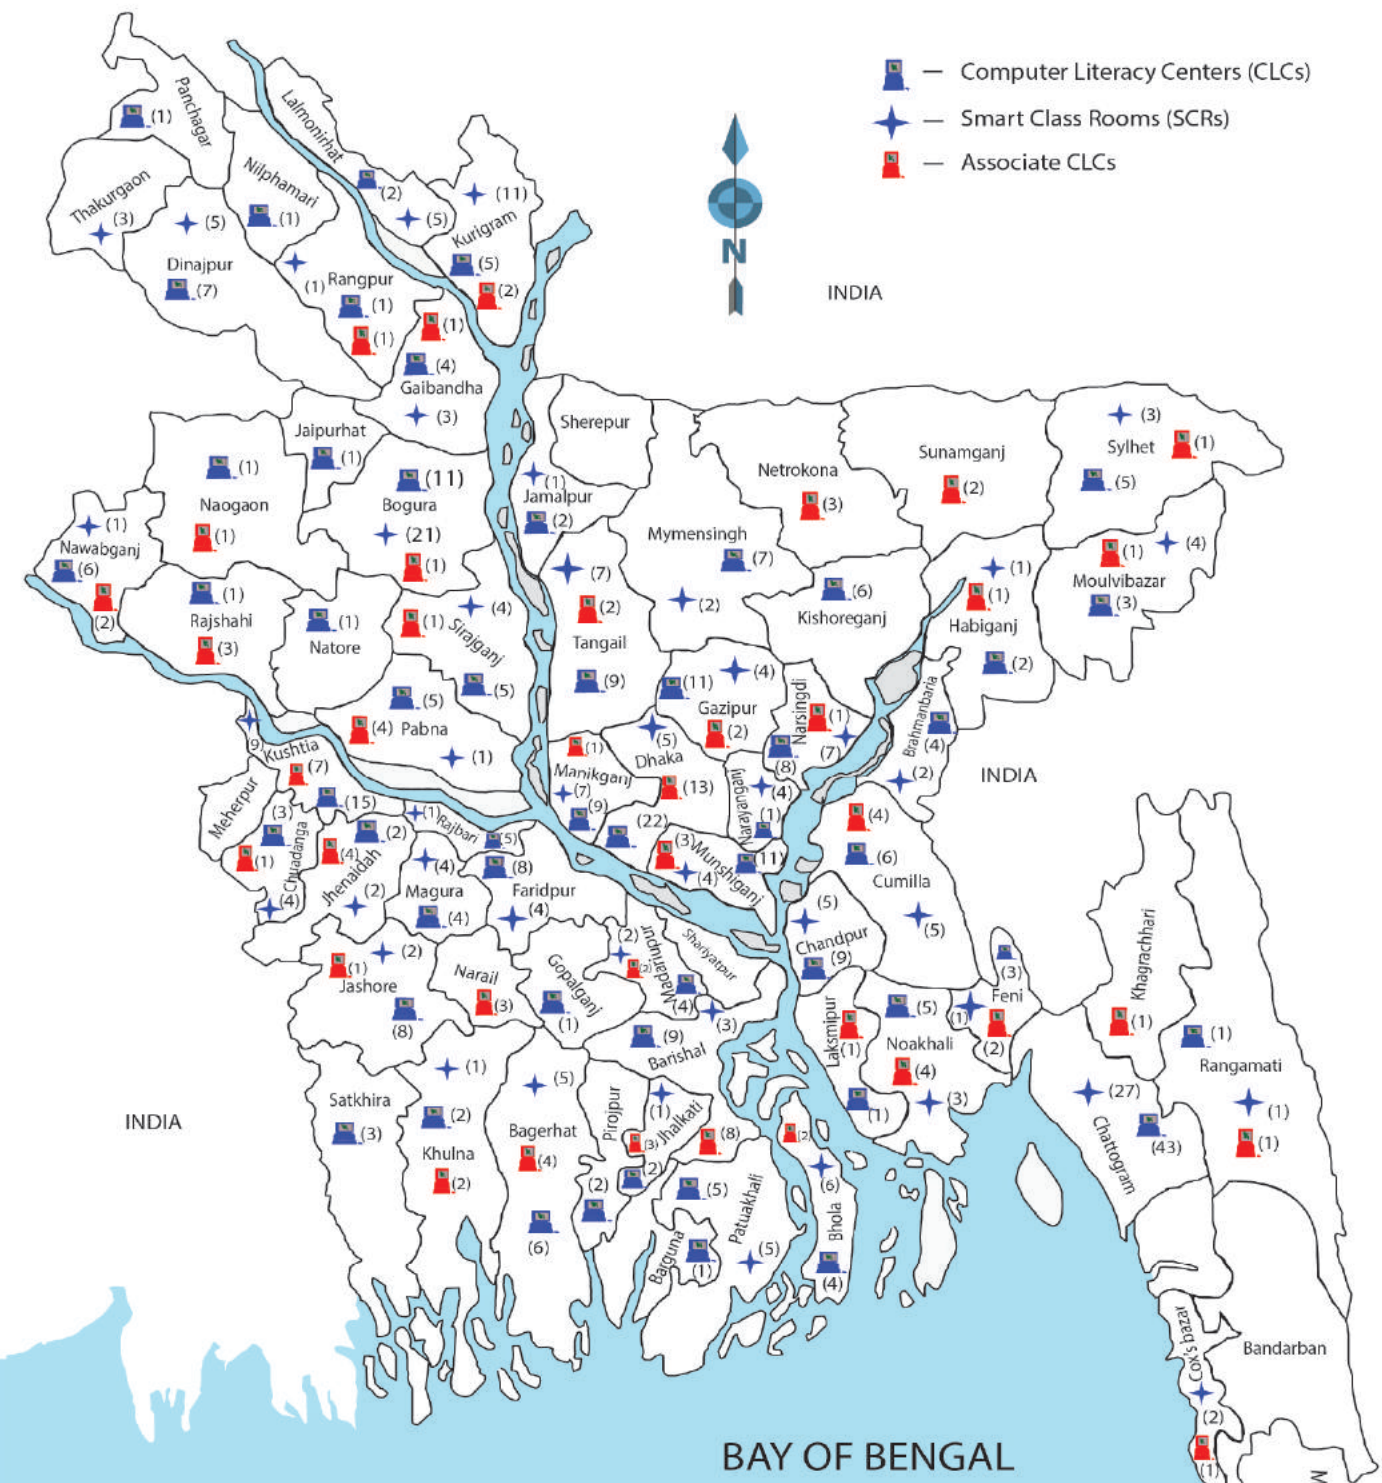 — Computer Literacy Centers (CLCs)
— Smart Class Rooms (SCRs)
— Associate CLCs
N
INDIA
Panchagar
(1)
Lalmonirhat
(2)
(5)
Thakurgaon
(3)
Nilphamari
(1)
(5)
Dinajpur
(7)
(11)
Kurigram
(5)
(2)
(1)
Rangpur
(1)
(1)
(1)
(4)
Gaibandha
(3)
Jaipurhat
(1)
Sherepur
(1)
Naogaon
(1)
(11)
Bogura
(21)
(1)
(1)
Jamalpur
(2)
Netrokona
(3)
Sunamganj
(2)
(3)
Sylhet
(1)
(5)
(1)
Nawabganj
(6)
(2)
(1)
Rajshahi
(3)
(1)
Natore
(4)
(1)
Sirajganj
(5)
(7)
(2)
Tangail
(9)
Mymensingh
(7)
(2)
(6)
Kishoreganj
(1)
(1)
Habiganj
(2)
(4)
(1)
Moulvibazar
(3)
(5)
(4)
Pabna
(1)
(4)
(11)
Gazipur
(2)
Narsingdi
(1)
(7)
(8)
Brahmanbaria
(4)
(2)
INDIA
9)
Kushtia
(7)
(15)
(1)
Manikganj
(7)
(9)
(5)
Dhaka
(13)
(22)
Narayanganj
(4)
(1)
Meherpur
(1)
(3)
Chuadanga
(4)
(2)
(4)
Jhenaidah
(2)
(1)
Rajbari
(5)
(4)
Magura
(4)
(8)
Faridpur
(4)
(3)
(4)
Munshiganj
(11)
(4)
(6)
Cumilla
(5)
(5)
Chandpur
(9)
(2)
(1)
Jashore
(8)
Narail
(3)
Gopalganj
(1)
(2)
(2)
Madaripur
(4)
Shariyatpur
(3)
(9)
Barishal
Laksmipur
(1)
(1)
(5)
Noakhali
(4)
(3)
(3)
Feni
(1)
(2)
Khagrachhari
(1)
(1)
Rangamati
(1)
(1)
(27)
Chattogram
(43)
INDIA
Satkhira
(3)
(1)
(2)
Khulna
(2)
(5)
Bagerhat
(4)
(6)
Pirojpur
(3)
(2)
(1)
Jhalkati
(8)
(2)
(5)
Patuakhali
(5)
Barguna
(1)
(2)
(6)
Bhola
(4)
Cox's bazar
(2)
(1)
Bandarban
BAY OF BENGAL